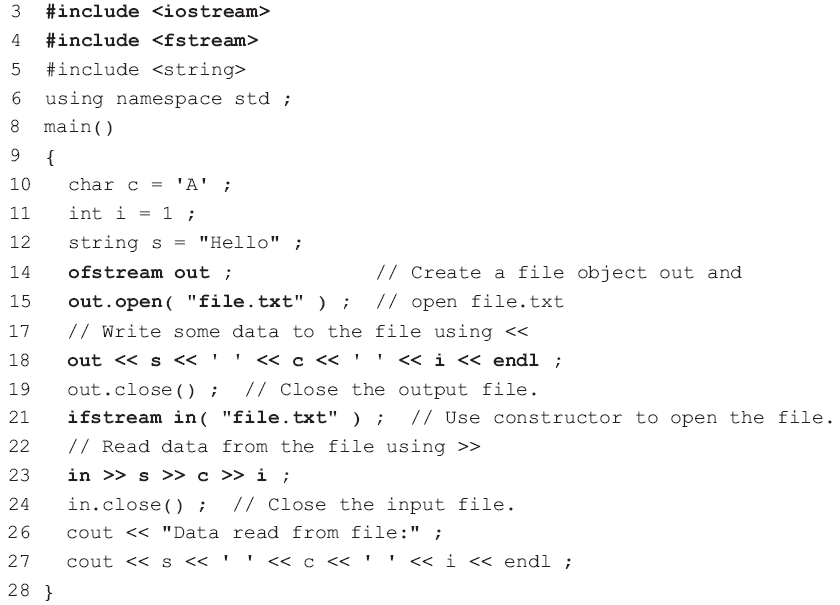 3 #include <iostream>
4 #include <fstream>
5 #include <string>
6 using namespace std ;
8 main()
9 {
10 char c = 'A' ;
11 int i = 1 ;
12 string s = "Hello" ;
14 ofstream out ; // Create a file object out and
15 out.open( "file.txt" ) ; // open file.txt
17 // Write some data to the file using <<
18 out << s << ' ' << c << ' ' << i << endl ;
19 out.close() ; // Close the output file.
21 ifstream in( "file.txt" ) ; // Use constructor to open the file.
22 // Read data from the file using >>
23 in >> s >> c >> i ;
24 in.close() ; // Close the input file.
26 cout << "Data read from file:" ;
27 cout << s << ' ' << c << ' ' << i << endl ;
28 }